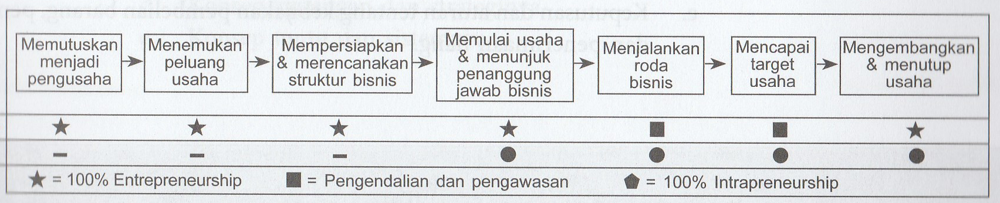 Memutuskan
menjadi
pengusaha
Menemukan
peluang
usaha
Mempersiapkan
& merencanakan
struktur bisnis
Memulai usaha
& menunjuk
penanggung
jawab bisnis
Menjalankan
roda
bisnis
Mencapai
target
usaha
Mengembangkan
& menutup
usaha
= 100% Entrepreneurship
= Pengendalian dan pengawasan
= 100% Intrapreneurship